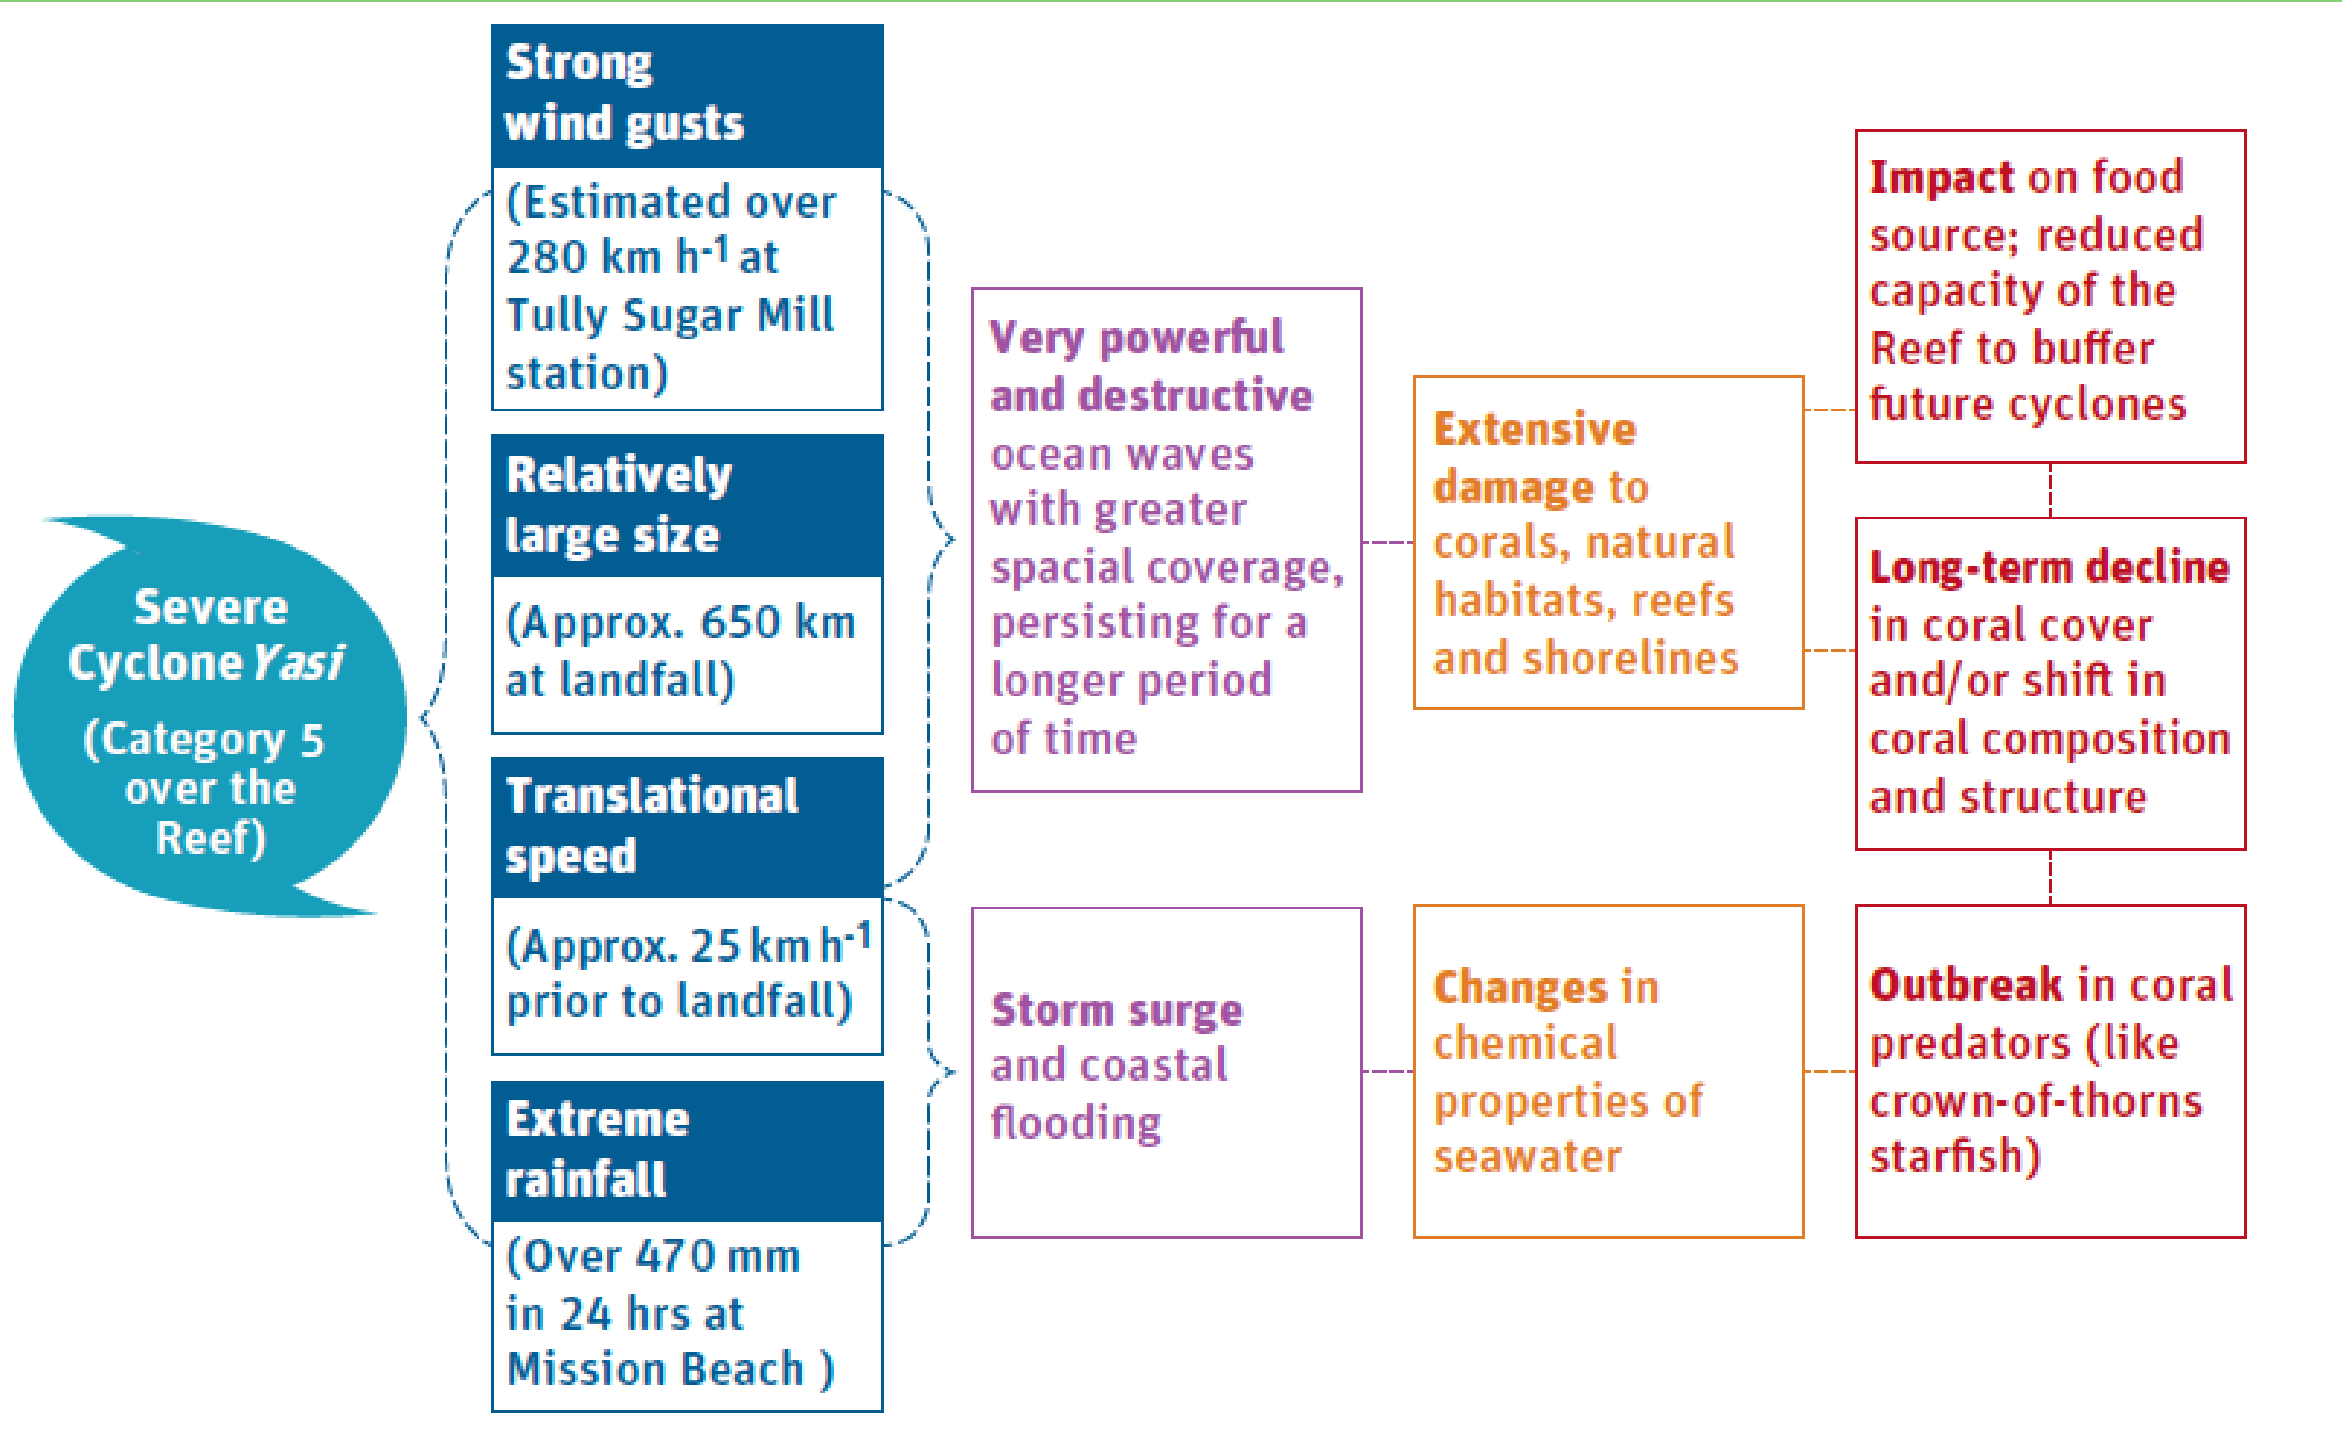 Severe
Cyclone Yasi
(Category 5
over the
Reef)
Strong
wind gusts
(Estimated over
280 km h-1 at
Tully Sugar Mill
station)
Relatively
large size
(Approx. 650 km
at landfall)
Translational
speed
(Approx. 25 km h-1
prior to landfall)
Extreme
rainfall
(Over 470 mm
in 24 hrs at
Mission Beach )
Very powerful
and destructive
ocean waves
with greater
spacial coverage,
persisting for a
longer period
of time
Storm surge
and coastal
flooding
Extensive
damage to
corals, natural
habitats, reefs
and shorelines
Changes in
chemical
properties of
seawater
Impact on food
source; reduced
capacity of the
Reef to buffer
future cyclones
Long-term decline
in coral cover
and/or shift in
coral composition
and structure
Outbreak in coral
predators (like
crown-of-thorns
starfish)